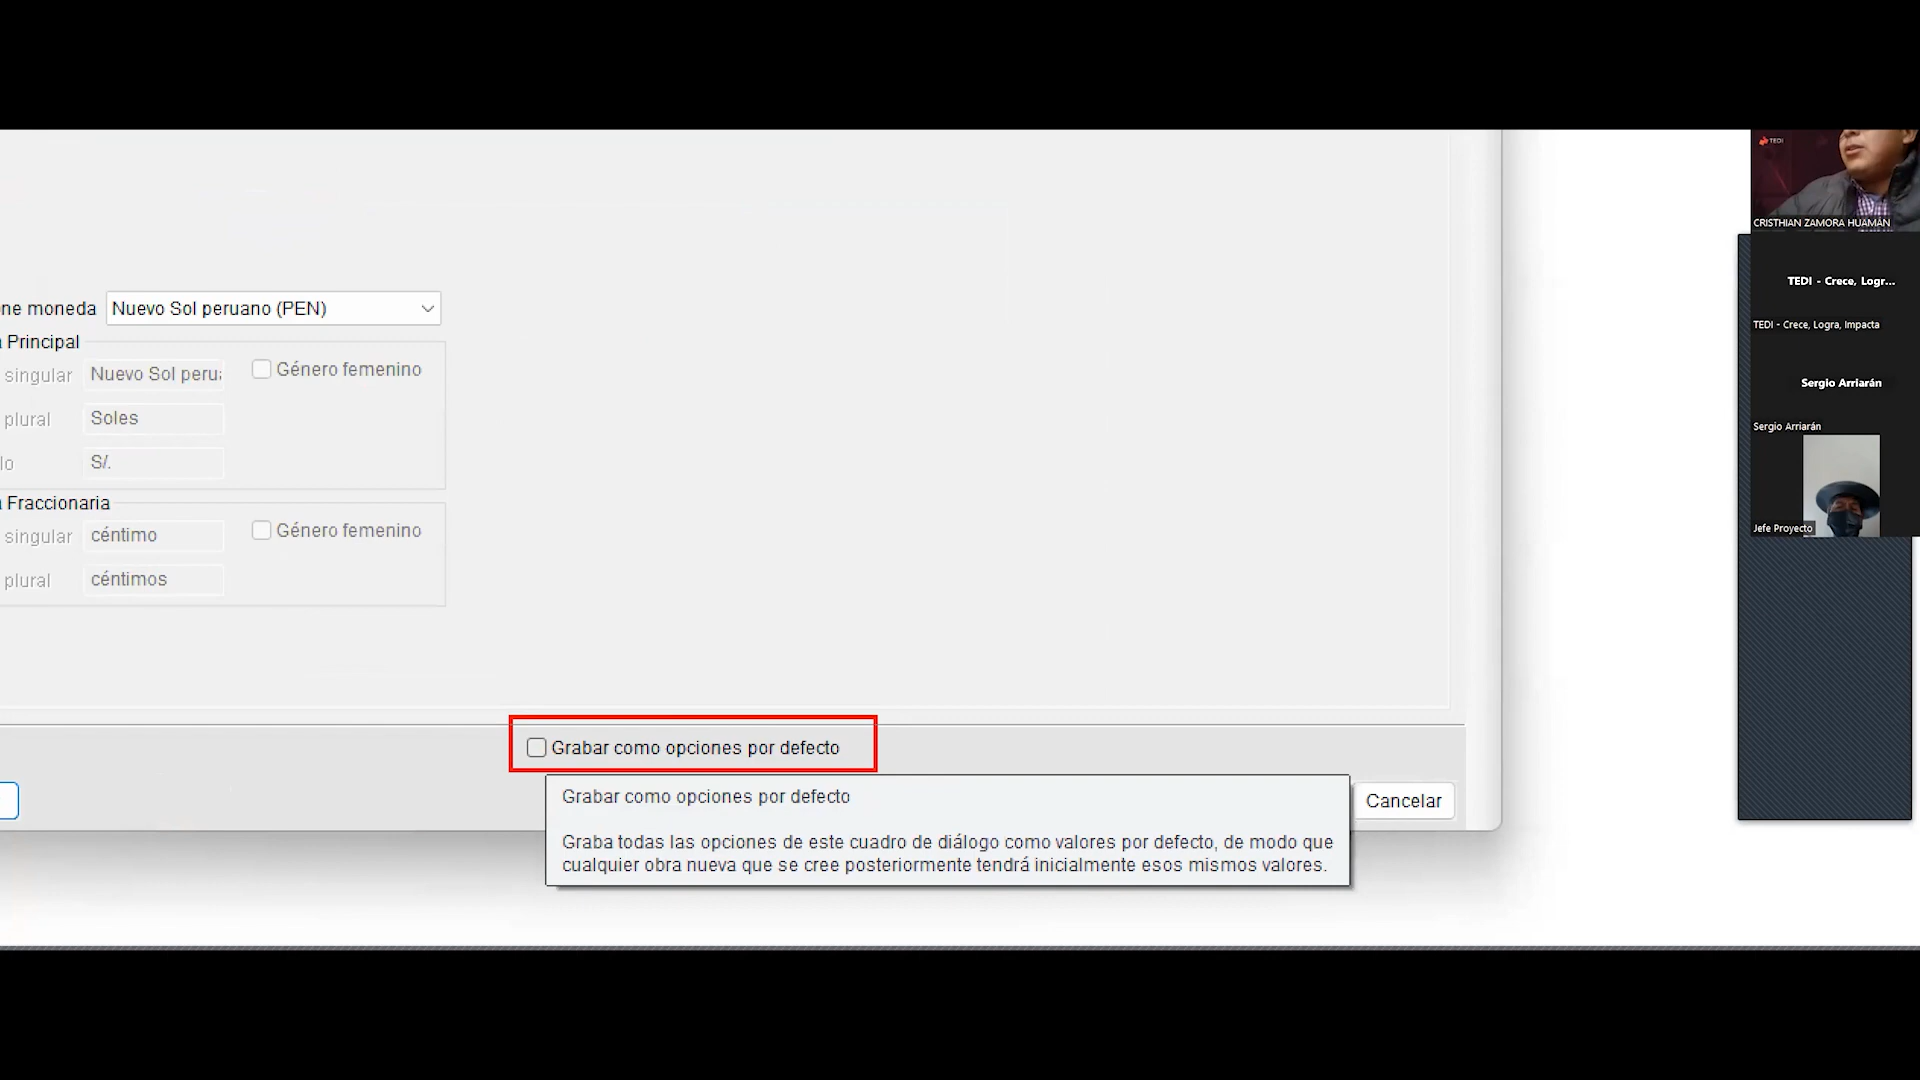 ne moneda
Nuevo Sol peruano (PEN)
Principal
singular
Nuevo Sol perua
Género femenino
plural
Soles
lo
S/.
Fraccionaria
singular
céntimo
Género femenino
plural
céntimos
Grabar como opciones por defecto
Grabar como opciones por defecto
Graba todas las opciones de este cuadro de diálogo como valores por defecto, de modo que
cualquier obra nueva que se cree posteriormente tendrá inicialmente esos mismos valores.
Cancelar
TEDI
CRISTHIAN ZAMORA HUAMÁN
TEDI - Crece, Logr...
TEDI - Crece, Logra, Impacta
Sergio Arriarán
Sergio Arriarán
Jefe Proyecto